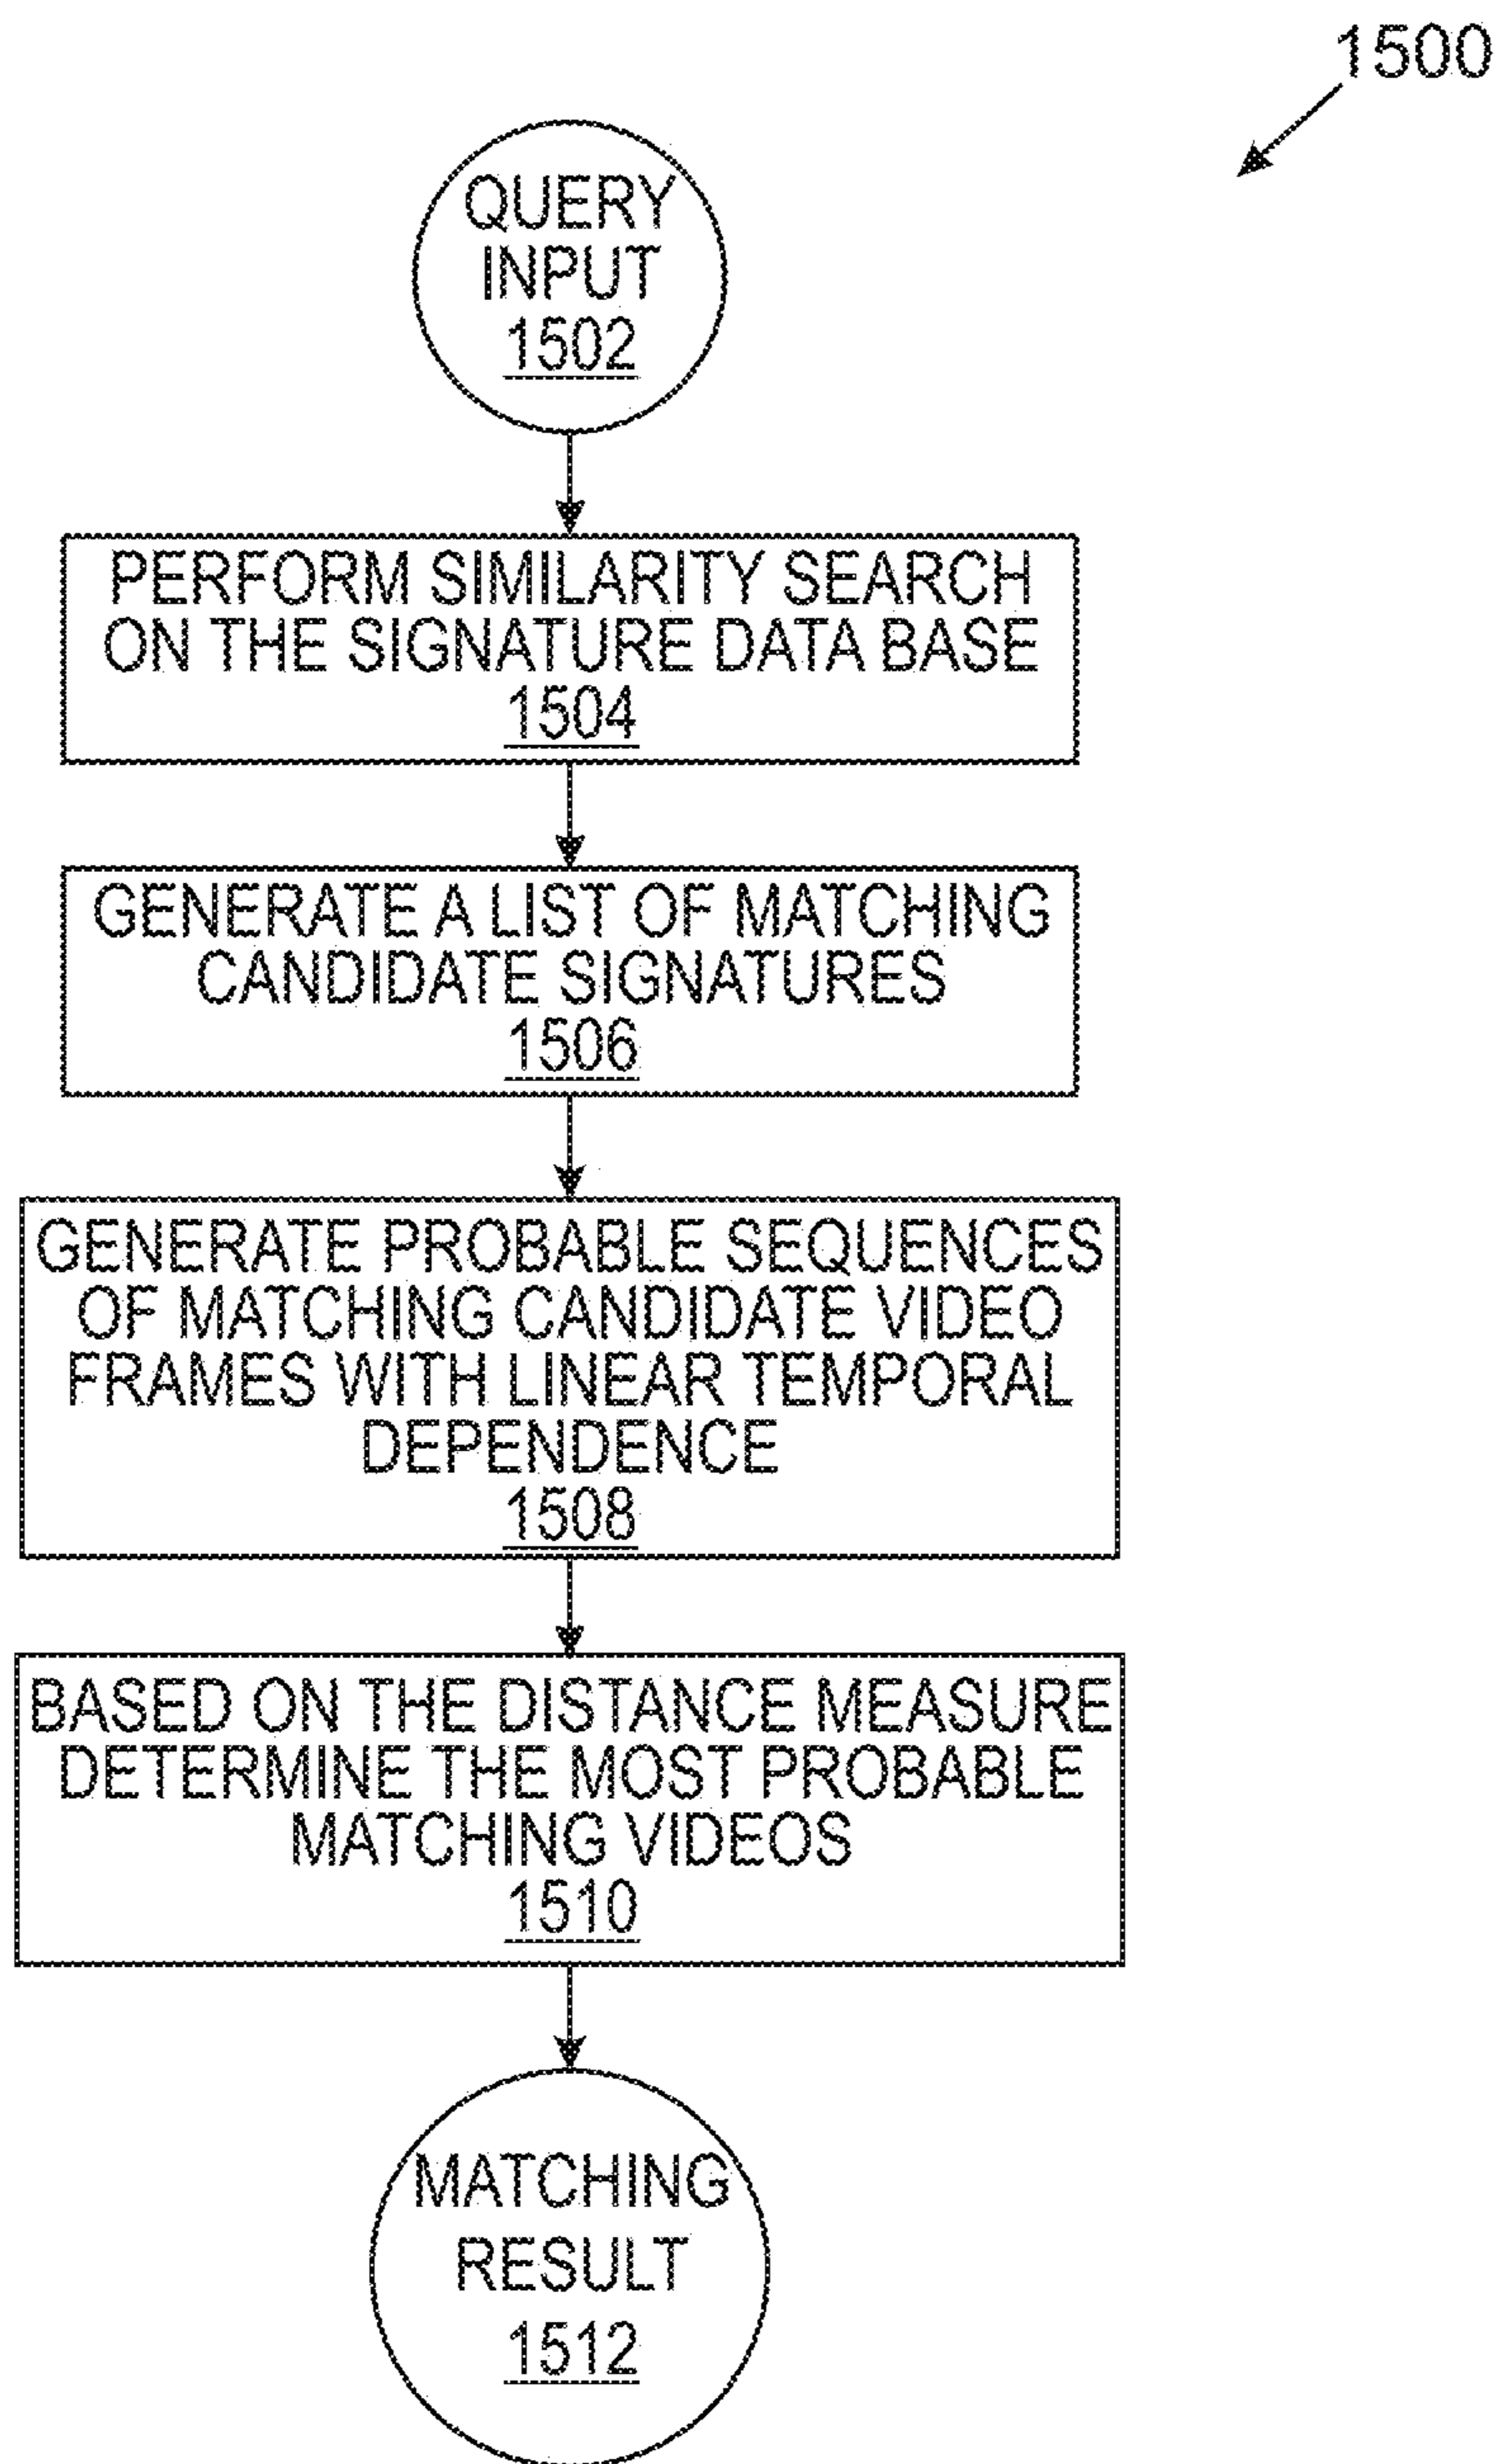 1500
QUERY
INPUT
1502
PERFORM SIMILARITY SEARCH
ON THE SIGNATURE DATA BASE
1504
GENERATE A LIST OF MATCHING
CANDIDATE SIGNATURES
1506
GENERATE PROBABLE SEQUENCES
OF MATCHING CANDIDATE VIDEO
FRAMES WITH LINEAR TEMPORAL
DEPENDENCE
1508
BASED ON THE DISTANCE MEASURE
DETERMINE THE MOST PROBABLE
MATCHING VIDEOS
1510
MATCHING
RESULT
1512